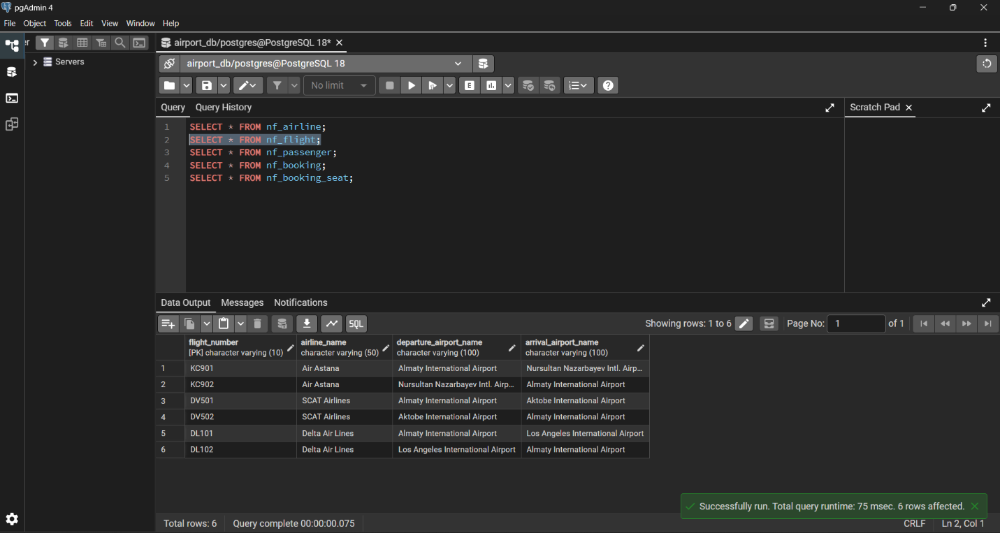 pgAdmin 4
File Object Tools Edit View Window Help
er
airport_db/postgres@PostgreSQL 18*
Servers
airport_db/postgres@PostgreSQL 18
No limit
E
Query Query History
Scratch Pad
1 SELECT * FROM nf_airline;
2 SELECT * FROM nf_flight;
3 SELECT * FROM nf_passenger;
4 SELECT * FROM nf_booking;
5 SELECT * FROM nf_booking_seat;
Data Output Messages Notifications
SQL Showing rows: 1 to 6 Page No: 1 of 1
flight_number airline_name departure_airport_name arrival_airport_name
[PK] character varying (10) character varying (50) character varying (100) character varying (100)
1 KC901 Air Astana Almaty International Airport Nursultan Nazarbayev Intl. Airp...
2 KC902 Air Astana Nursultan Nazarbayev Intl. Airp... Almaty International Airport
3 DV501 SCAT Airlines Almaty International Airport Aktobe International Airport
4 DV502 SCAT Airlines Aktobe International Airport Almaty International Airport
5 DL101 Delta Air Lines Almaty International Airport Los Angeles International Airport
6 DL102 Delta Air Lines Los Angeles International Airport Almaty International Airport
Successfully run. Total query runtime: 75 msec. 6 rows affected.
Total rows: 6 Query complete 00:00:00.075 CRLF Ln 2, Col 1